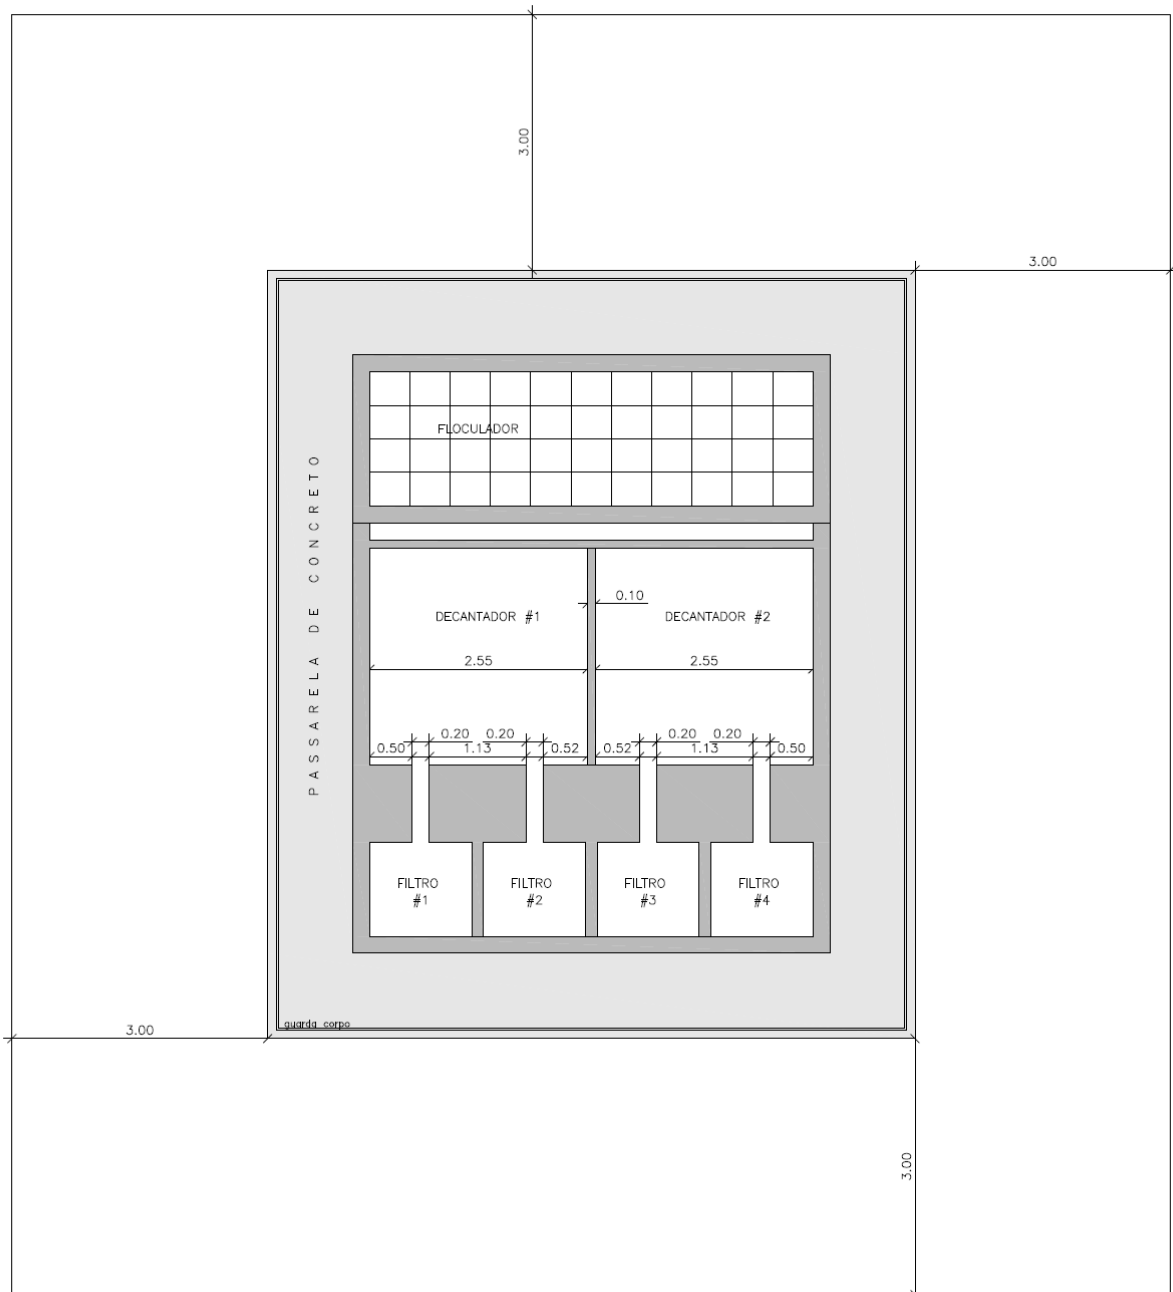 3.00
3.00
FLOCULADOR
PASSARELA DE CONCRETO
0.10
DECANTADOR #1
DECANTADOR #2
2.55
2.55
0.20 0.20
0.20 0.20
0.50 1.13 0.52 0.52 1.13 0.50
FILTRO
#1
FILTRO
#2
FILTRO
#3
FILTRO
#4
guarda corpo
3.00
3.00